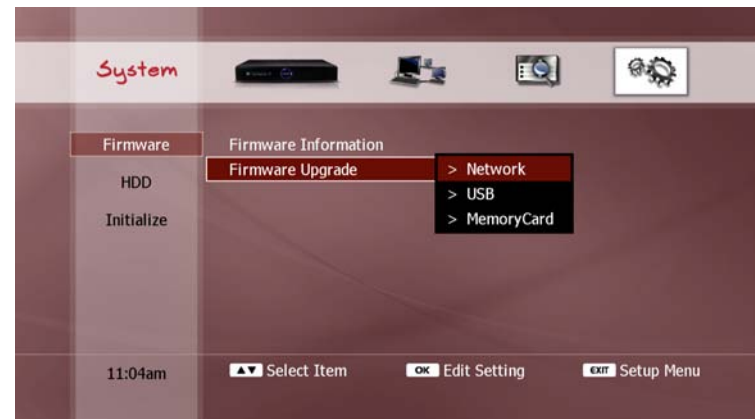 System
Firmware
HDD
Initialize
Firmware Information
Firmware Upgrade
> Network
> USB
> MemoryCard
11:04am
▲▼ Select Item
OK Edit Setting
EXIT Setup Menu